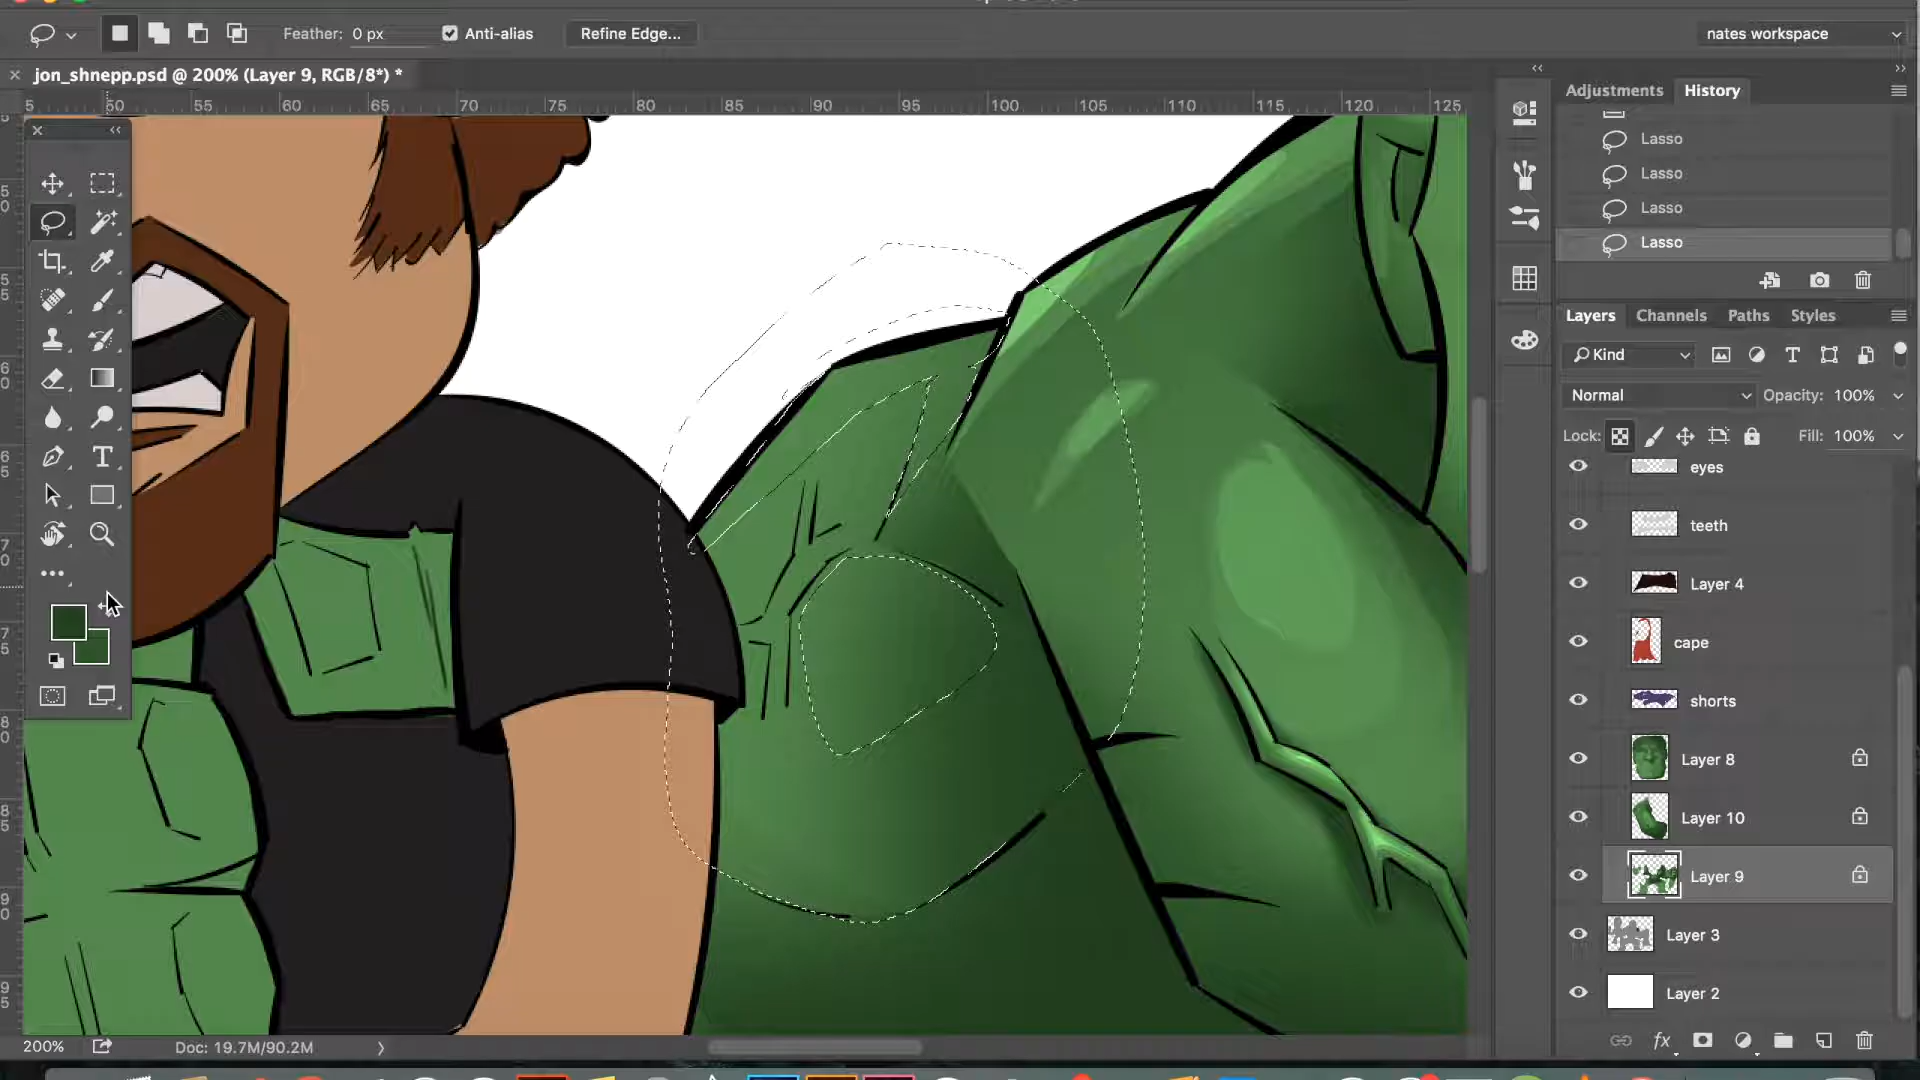 Feather: 0 px Anti-alias Refine Edge... nates workspace
jon_shnepp.psd @ 200% (Layer 9, RGB/8*) *
5 50 55 60 65 70 75 80 85 90 95 100 105 110 115 120 125
Adjustments History
Lasso
Lasso
Lasso
Lasso
Layers Channels Paths Styles
Kind
Normal Opacity: 100%
Lock: Fill: 100%
eyes
teeth
Layer 4
cape
shorts
Layer 8
Layer 10
Layer 9
Layer 3
Layer 2
fx
200% Doc: 19.7M/90.2M